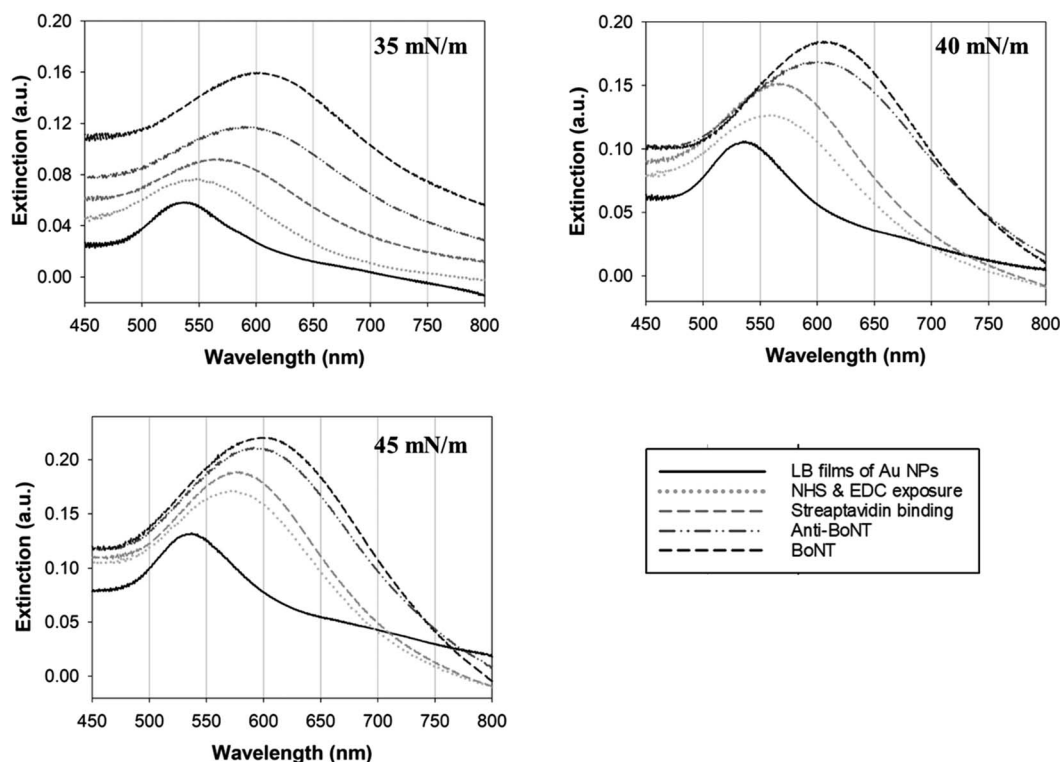 0.20
0.16
0.12
0.08
0.04
0.00
Extinction (a.u.)
35 mN/m
450 500 550 600 650 700 750 800
Wavelength (nm)
0.20
0.15
0.10
0.05
0.00
Extinction (a.u.)
40 mN/m
450 500 550 600 650 700 750 800
Wavelength (nm)
0.20
0.15
0.10
0.05
0.00
Extinction (a.u.)
45 mN/m
450 500 550 600 650 700 750 800
Wavelength (nm)
LB films of Au NPs
NHS & EDC exposure
Streaptavidin binding
Anti-BoNT
BoNT